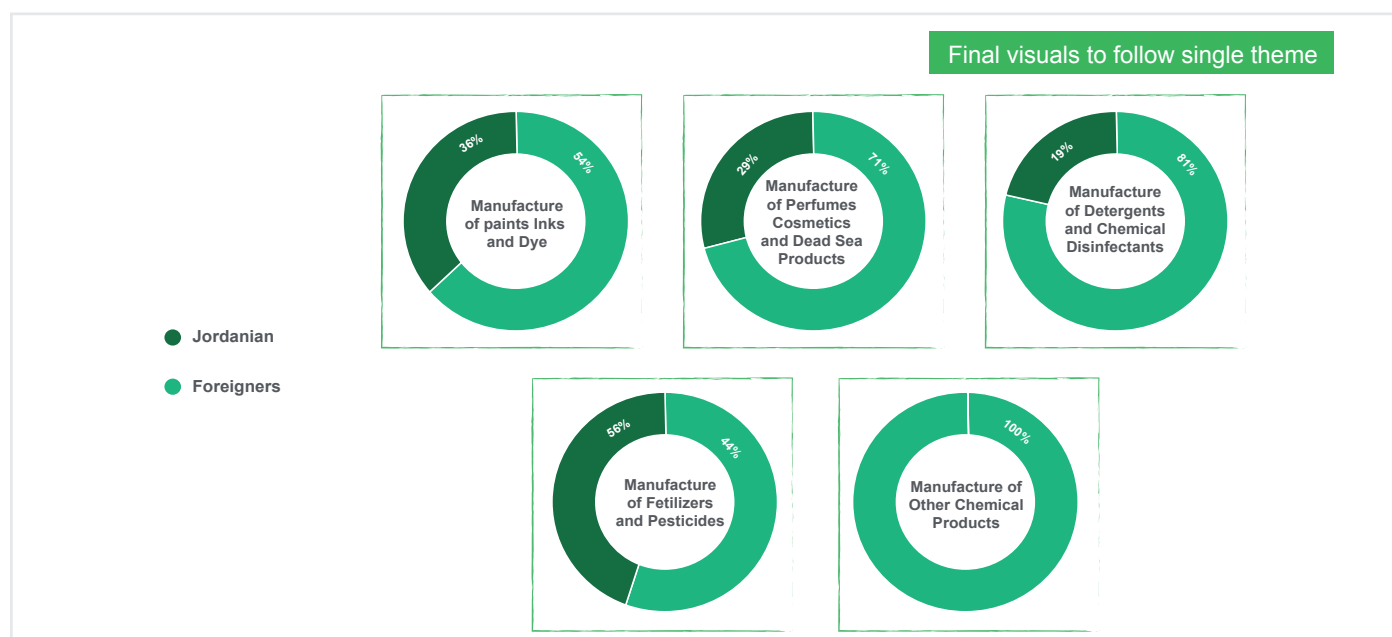 Final visuals to follow single theme
36%
54%
Manufacture
of paints Inks
and Dye
29%
71%
Manufacture
of Perfumes
Cosmetics
and Dead Sea
Products
19%
81%
Manufacture
of Detergents
and Chemical
Disinfectants
Jordanian
Foreigners
56%
44%
Manufacture
of Fetilizers
and Pesticides
100%
Manufacture of
Other Chemical
Products